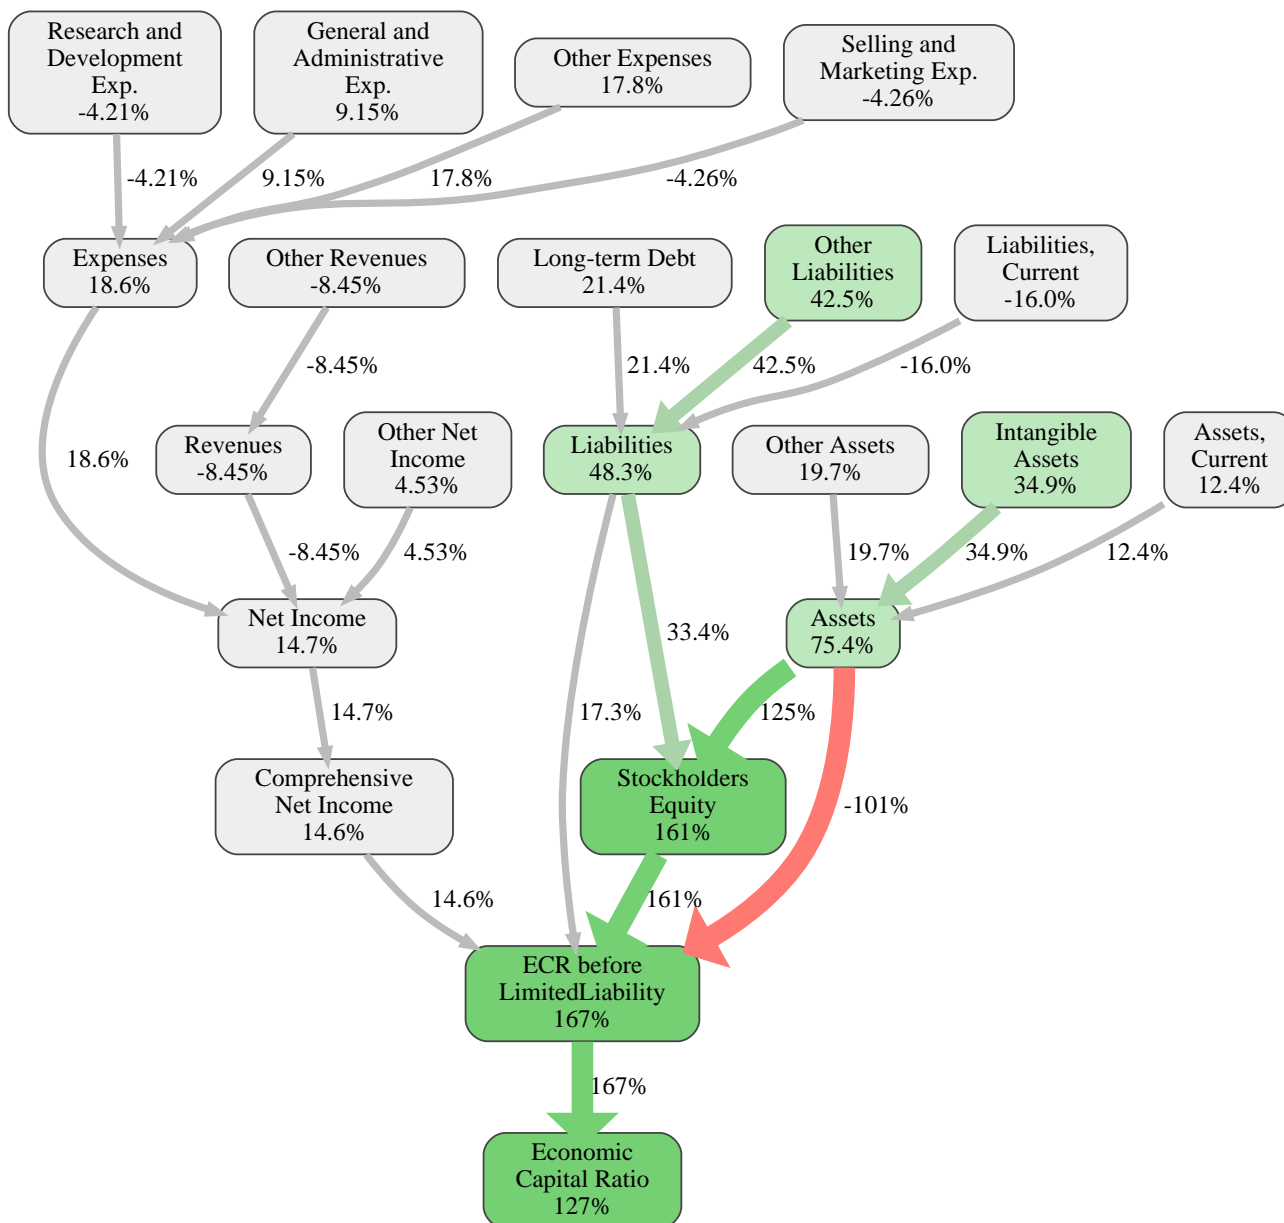 Research and
Development
Exp.
-4.21%
General and
Administrative
Exp.
9.15%
Other Expenses
17.8%
Selling and
Marketing Exp.
-4.26%
-4.21%
9.15%
17.8%
-4.26%
Expenses
18.6%
Other Revenues
-8.45%
Long-term Debt
21.4%
Other
Liabilities
42.5%
Liabilities,
Current
-16.0%
-8.45%
21.4%
42.5%
-16.0%
18.6%
Revenues
-8.45%
Other Net
Income
4.53%
Liabilities
48.3%
Other Assets
19.7%
Intangible
Assets
34.9%
Assets,
Current
12.4%
-8.45%
4.53%
19.7%
34.9%
12.4%
Net Income
14.7%
33.4%
Assets
75.4%
14.7%
17.3%
125%
Comprehensive
Net Income
14.6%
Stockholders
Equity
161%
-101%
14.6%
161%
ECR before
LimitedLiability
167%
167%
Economic
Capital Ratio
127%